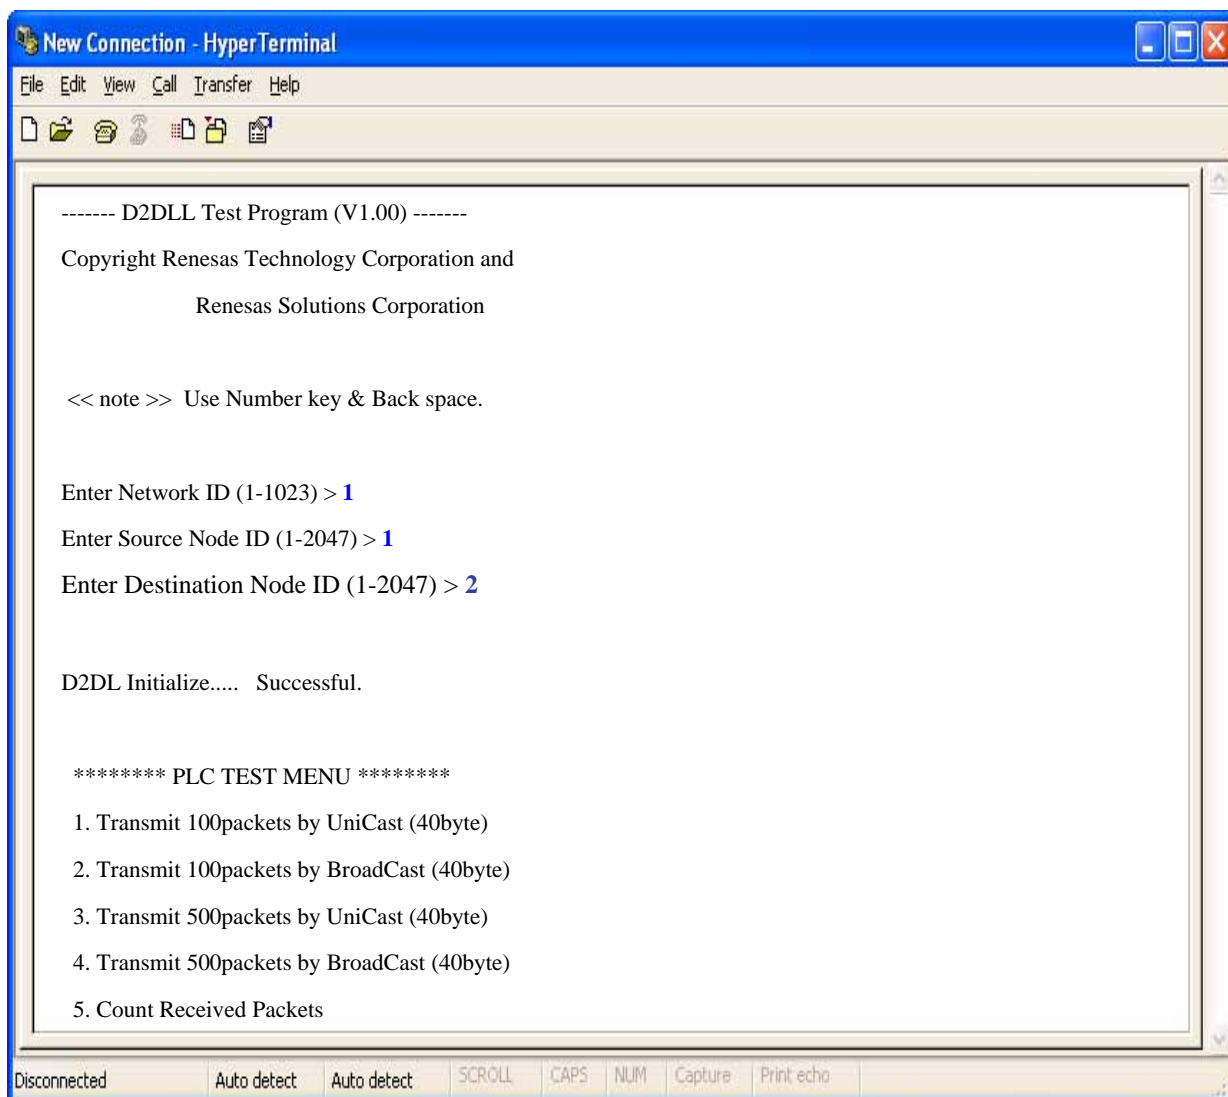 New Connection - HyperTerminal
File Edit View Call Transfer Help
------- D2DLL Test Program (V1.00) -------
Copyright Renesas Technology Corporation and
Renesas Solutions Corporation
<< note >> Use Number key & Back space.
Enter Network ID (1-1023) > 1
Enter Source Node ID (1-2047) > 1
Enter Destination Node ID (1-2047) > 2
D2DL Initialize..... Successful.
******** PLC TEST MENU ********
1. Transmit 100packets by UniCast (40byte)
2. Transmit 100packets by BroadCast (40byte)
3. Transmit 500packets by UniCast (40byte)
4. Transmit 500packets by BroadCast (40byte)
5. Count Received Packets
Disconnected Auto detect Auto detect SCROLL CAPS NUM Capture Print echo